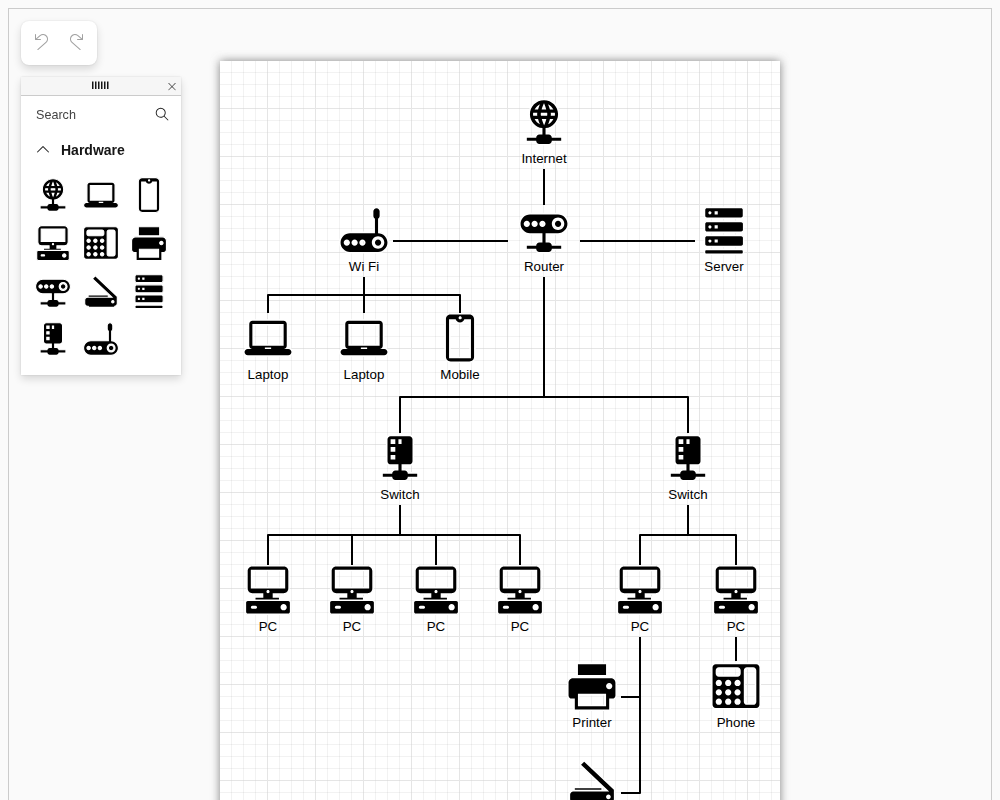 Search
Hardware
Internet
Wi Fi
Router
Server
Laptop
Laptop
Mobile
Switch
Switch
PC
PC
PC
PC
PC
PC
Printer
Phone